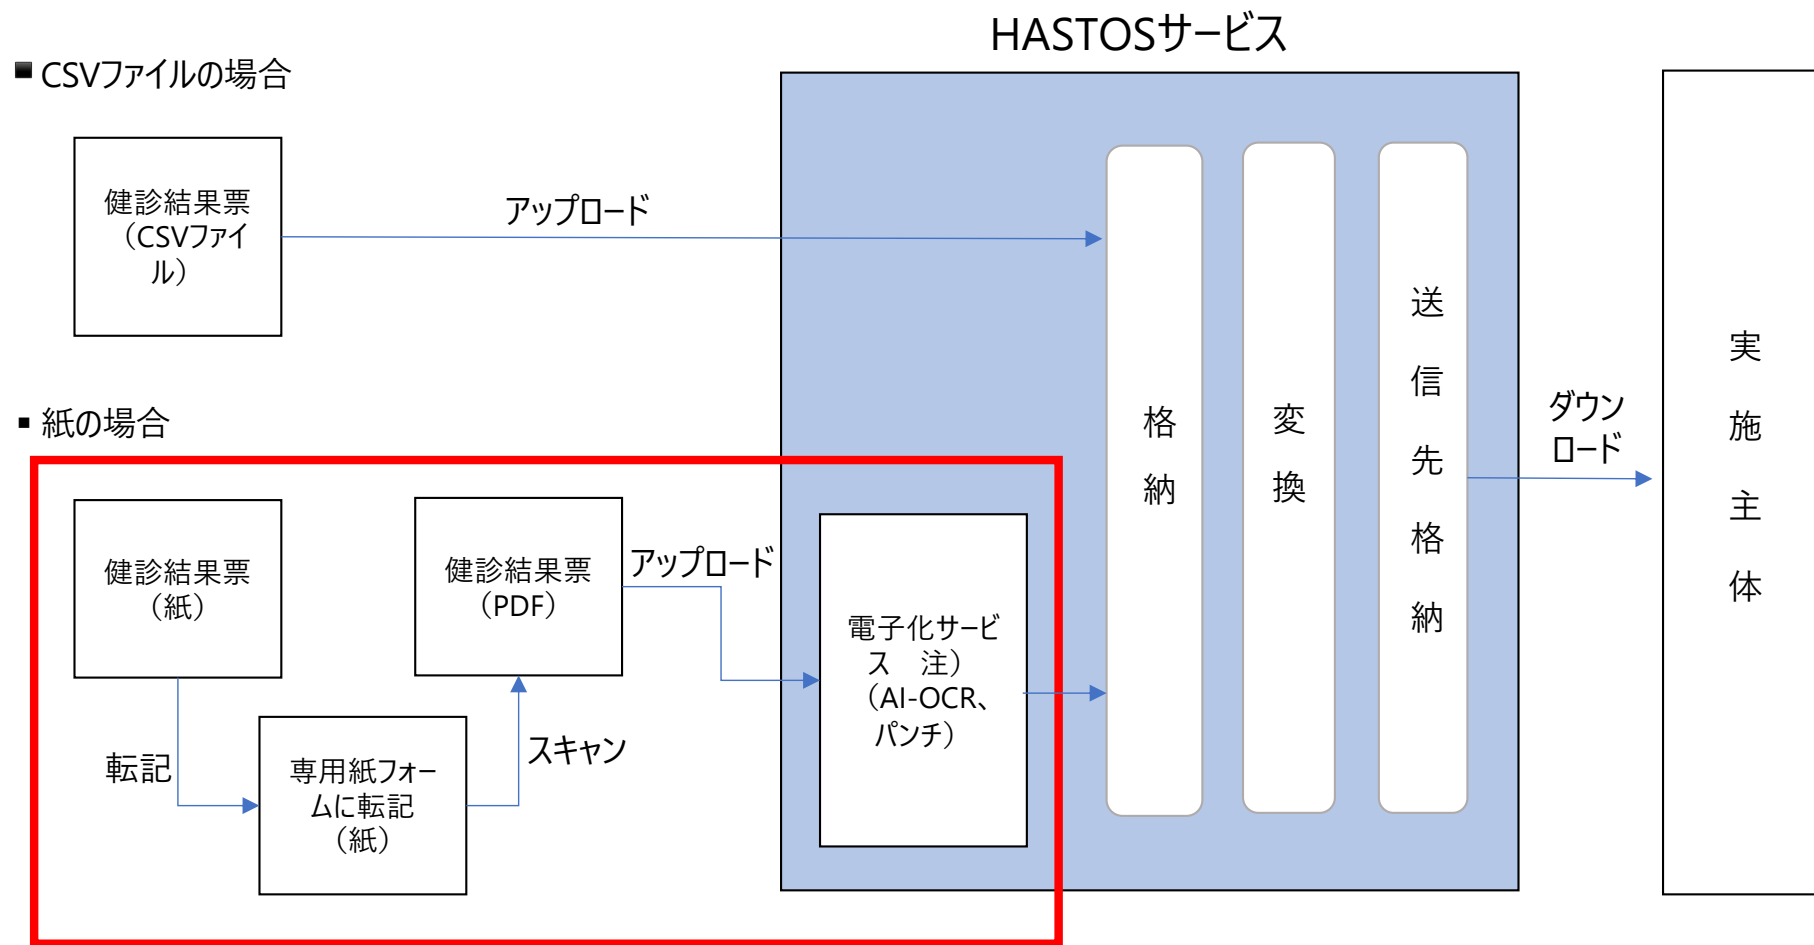 HASTOSサービス
■ CSVファイルの場合
健診結果票
（CSVファイ
ル）
アップロード
▪ 紙の場合
健診結果票
（紙）
転記
専用紙フォー
ムに転記
（紙）
スキャン
健診結果票
（PDF）
アップロード
電子化サービ
ス　注）
（AI-OCR、
パンチ）
格納
変換
送信先格納
ダウン
ロード
実施主体